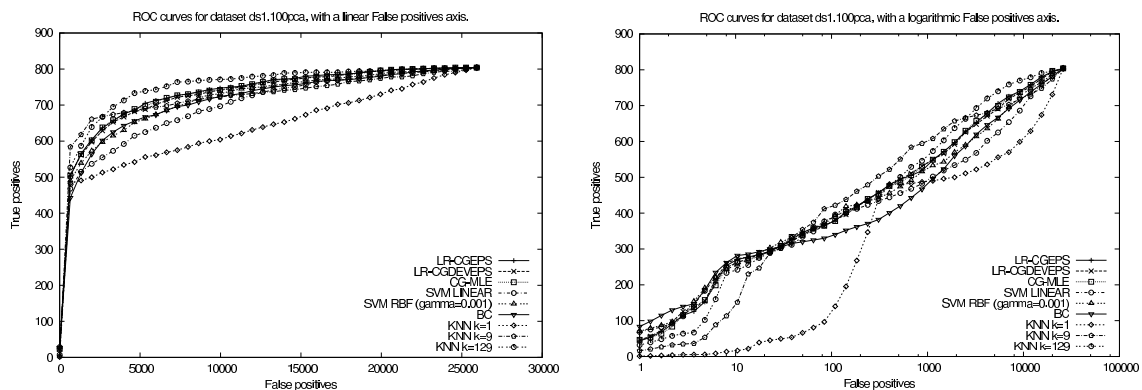 ROC curves for dataset ds1.100pca, with a linear False positives axis.
900
800
700
600
500
400
300
200
100
0
True positives
0 5000 10000 15000 20000 25000 30000
False positives
LR-CGEPS
LR-CGDEVEPS
CG-MLE
SVM LINEAR
SVM RBF (gamma=0.001)
BC
KNN k=1
KNN k=9
KNN k=129
ROC curves for dataset ds1.100pca, with a logarithmic False positives axis.
900
800
700
600
500
400
300
200
100
0
True positives
1 10 100 1000 10000 100000
False positives
LR-CGEPS
LR-CGDEVEPS
CG-MLE
SVM LINEAR
SVM RBF (gamma=0.001)
BC
KNN k=1
KNN k=9
KNN k=129